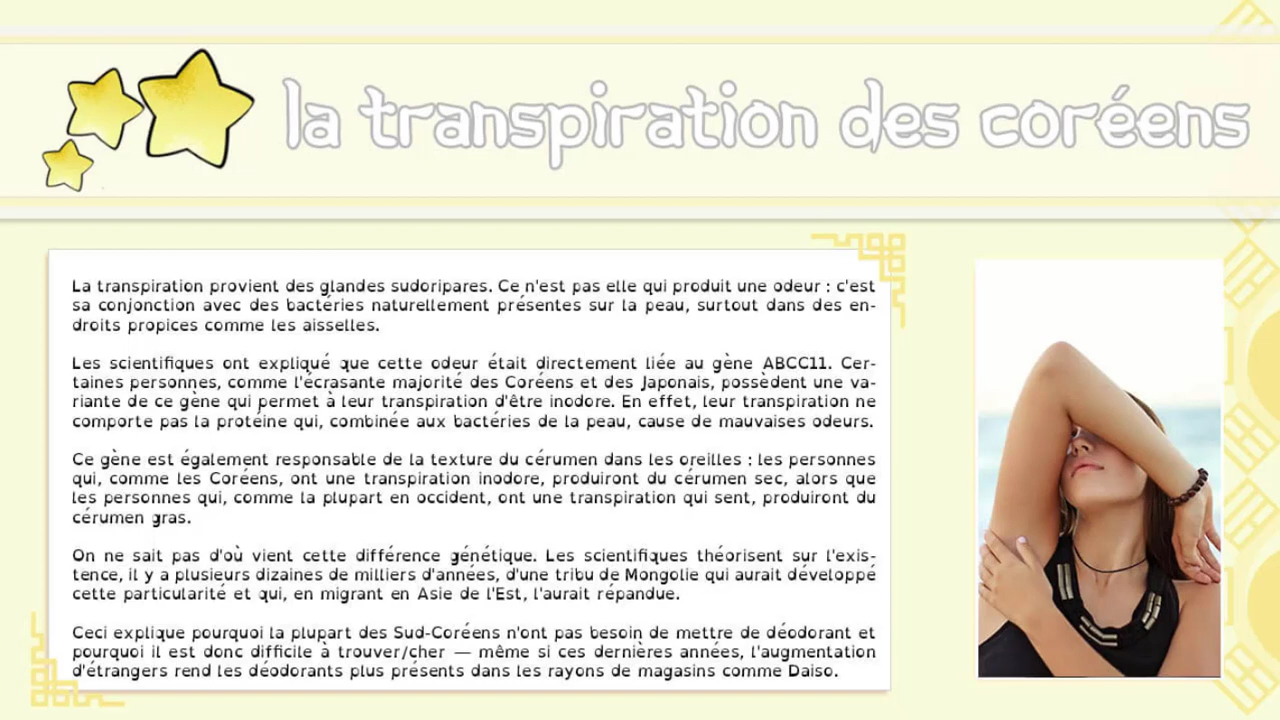 la transpiration des coréens
La transpiration provient des glandes sudoripares. Ce n'est pas elle qui produit une odeur : c'est
sa conjonction avec des bactéries naturellement présentes sur la peau, surtout dans des en-
droits propices comme les aisselles.
Les scientifiques ont expliqué que cette odeur était directement liée au gène ABCC11. Cer-
taines personnes, comme l'écrasante majorité des Coréens et des Japonais, possèdent une va-
riante de ce gène qui permet à leur transpiration d'être inodore. En effet, leur transpiration ne
comporte pas la protéine qui, combinée aux bactéries de la peau, cause de mauvaises odeurs.
Ce gène est également responsable de la texture du cérumen dans les oreilles : les personnes
qui, comme les Coréens, ont une transpiration inodore, produiront du cérumen sec, alors que
les personnes qui, comme la plupart en occident, ont une transpiration qui sent, produiront du
cérumen gras.
On ne sait pas d'où vient cette différence génétique. Les scientifiques théorisent sur l'exis-
tence, il y a plusieurs dizaines de milliers d'années, d'une tribu de Mongolie qui aurait développé
cette particularité et qui, en migrant en Asie de l'Est, l'aurait répandue.
Ceci explique pourquoi la plupart des Sud-Coréens n'ont pas besoin de mettre de déodorant et
pourquoi il est donc difficile à trouver/cher — même si ces dernières années, l'augmentation
d'étrangers rend les déodorants plus présents dans les rayons de magasins comme Daiso.